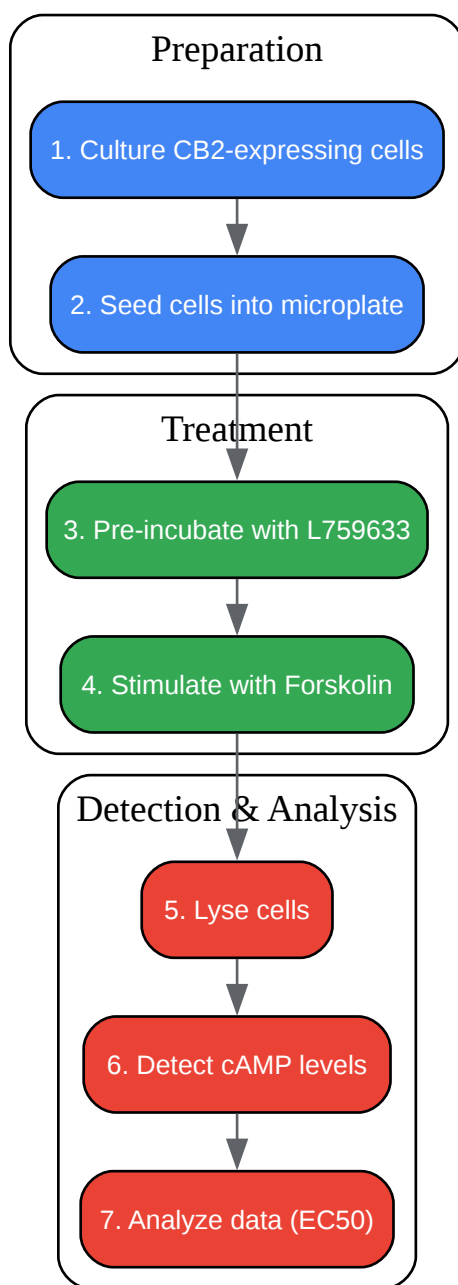 Preparation
1. Culture CB2-expressing cells
2. Seed cells into microplate
Treatment
3. Pre-incubate with L759633
4. Stimulate with Forskolin
Detection & Analysis
5. Lyse cells
6. Detect cAMP levels
7. Analyze data (EC50)